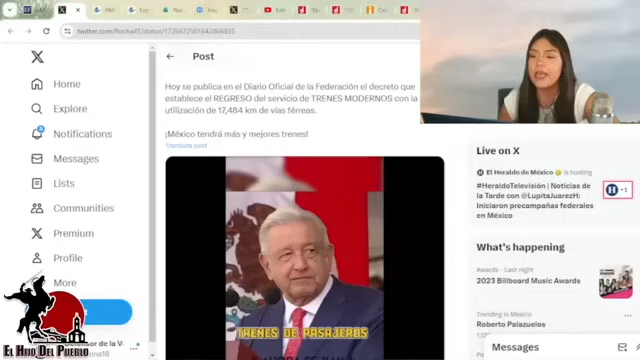 twitter.com/Rocha41/status/1726672501642866925
Post
Hoy se publica en el Diario Oficial de la Federación el decreto que
establece el REGRESO del servicio de TRENES MODERNOS con la
utilización de 17,484 km de vías férreas.
¡México tendrá más y mejores trenes!
Translate post
TRENES DE PASAJEROS
Home
Explore
Notifications
Messages
Lists
Communities
Premium
Profile
More
EL HIJO DEL PUEBLO
Live on X
El Heraldo de México is hosting
#HeraldoTelevisión | Noticias de
la Tarde con @LupitaJuarezH:
Iniciaron precampañas federales
en México
+1
What's happening
Awards · Last night
2023 Billboard Music Awards
Trending in Mexico
Roberto Palazuelos
Messages